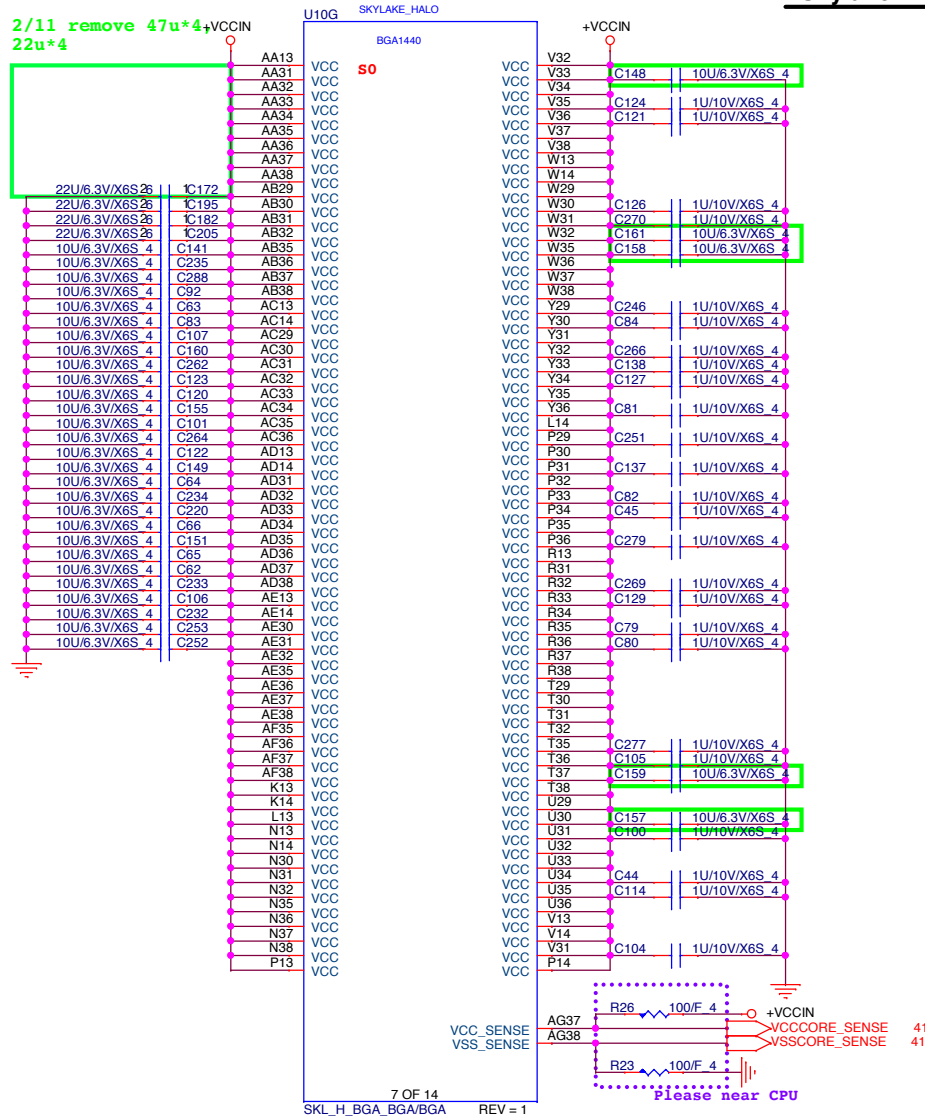 U10G SKYLAKE_HALO
2/11 remove 47u*4,
22u*4
+VCCIN BGA1440 +VCCIN
S0
AA13 VCC VCC V32
AA31 VCC VCC V33 C148 10U/6.3V/X6S_4
AA32 VCC VCC V34
AA33 VCC VCC V35 C124 1U/10V/X6S_4
AA34 VCC VCC V36 C121 1U/10V/X6S_4
AA35 VCC VCC V37
AA36 VCC VCC V38
AA37 VCC VCC W13
AA38 VCC VCC W14
22U/6.3V/X6S_6 2 1 C172 AB29 VCC VCC W29
22U/6.3V/X6S_6 2 1 C195 AB30 VCC VCC W30 C126 1U/10V/X6S_4
22U/6.3V/X6S_6 2 1 C182 AB31 VCC VCC W31 C270 1U/10V/X6S_4
22U/6.3V/X6S_6 2 1 C205 AB32 VCC VCC W32 C161 10U/6.3V/X6S_4
10U/6.3V/X6S_4 C141 AB35 VCC VCC W35 C158 10U/6.3V/X6S_4
10U/6.3V/X6S_4 C235 AB36 VCC VCC W36
10U/6.3V/X6S_4 C288 AB37 VCC VCC W37
10U/6.3V/X6S_4 C92 AB38 VCC VCC W38
10U/6.3V/X6S_4 C63 AC13 VCC VCC Y29 C246 1U/10V/X6S_4
10U/6.3V/X6S_4 C83 AC14 VCC VCC Y30 C84 1U/10V/X6S_4
10U/6.3V/X6S_4 C107 AC29 VCC VCC Y31
10U/6.3V/X6S_4 C160 AC30 VCC VCC Y32 C266 1U/10V/X6S_4
10U/6.3V/X6S_4 C262 AC31 VCC VCC Y33 C138 1U/10V/X6S_4
10U/6.3V/X6S_4 C123 AC32 VCC VCC Y34 C127 1U/10V/X6S_4
10U/6.3V/X6S_4 C120 AC33 VCC VCC Y35
10U/6.3V/X6S_4 C155 AC34 VCC VCC Y36 C81 1U/10V/X6S_4
10U/6.3V/X6S_4 C101 AC35 VCC VCC L14
10U/6.3V/X6S_4 C264 AC36 VCC VCC P29 C251 1U/10V/X6S_4
10U/6.3V/X6S_4 C122 AD13 VCC VCC P30
10U/6.3V/X6S_4 C149 AD14 VCC VCC P31 C137 1U/10V/X6S_4
10U/6.3V/X6S_4 C64 AD31 VCC VCC P32
10U/6.3V/X6S_4 C234 AD32 VCC VCC P33 C82 1U/10V/X6S_4
10U/6.3V/X6S_4 C220 AD33 VCC VCC P34 C45 1U/10V/X6S_4
10U/6.3V/X6S_4 C66 AD34 VCC VCC P35
10U/6.3V/X6S_4 C151 AD35 VCC VCC P36 C279 1U/10V/X6S_4
10U/6.3V/X6S_4 C65 AD36 VCC VCC R13
10U/6.3V/X6S_4 C62 AD37 VCC VCC R31
10U/6.3V/X6S_4 C233 AD38 VCC VCC R32 C269 1U/10V/X6S_4
10U/6.3V/X6S_4 C106 AE13 VCC VCC R33 C129 1U/10V/X6S_4
10U/6.3V/X6S_4 C232 AE14 VCC VCC R34
10U/6.3V/X6S_4 C253 AE30 VCC VCC R35 C79 1U/10V/X6S_4
10U/6.3V/X6S_4 C252 AE31 VCC VCC R36 C80 1U/10V/X6S_4
AE32 VCC VCC R37
AE35 VCC VCC R38
AE36 VCC VCC T29
AE37 VCC VCC T30
AE38 VCC VCC T31
AF35 VCC VCC T32
AF36 VCC VCC T35 C277 1U/10V/X6S_4
AF37 VCC VCC T36 C105 1U/10V/X6S_4
AF38 VCC VCC T37 C159 10U/6.3V/X6S_4
K13 VCC VCC T38
K14 VCC VCC U29
L13 VCC VCC U30 C157 10U/6.3V/X6S_4
N13 VCC VCC U31 C100 1U/10V/X6S_4
N14 VCC VCC U32
N30 VCC VCC U33
N31 VCC VCC U34 C44 1U/10V/X6S_4
N32 VCC VCC U35 C114 1U/10V/X6S_4
N35 VCC VCC U36
N36 VCC VCC V13
N37 VCC VCC V14
N38 VCC VCC V31 C104 1U/10V/X6S_4
P13 VCC VCC P14
R26 100/F_4 +VCCIN
VCC_SENSE AG37 VCCCORE_SENSE 41
VSS_SENSE AG38 VSSCORE_SENSE 41
R23 100/F_4
Please near CPU
7 OF 14
SKL_H_BGA_BGA/BGA REV = 1